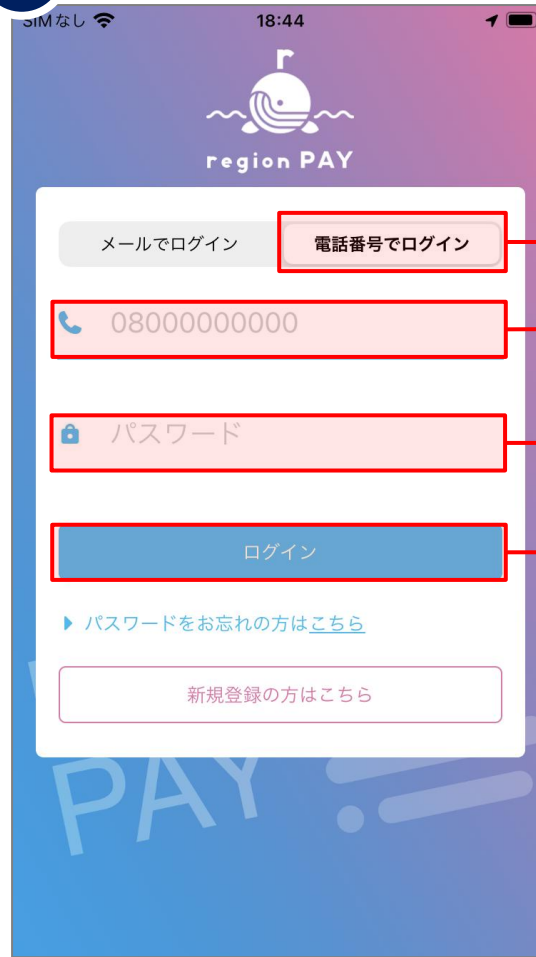 SIMなし 18:44
r
region PAY
メールでログイン 電話番号でログイン
08000000000
パスワード
ログイン
パスワードをお忘れの方はこちら
新規登録の方はこちら
PAY